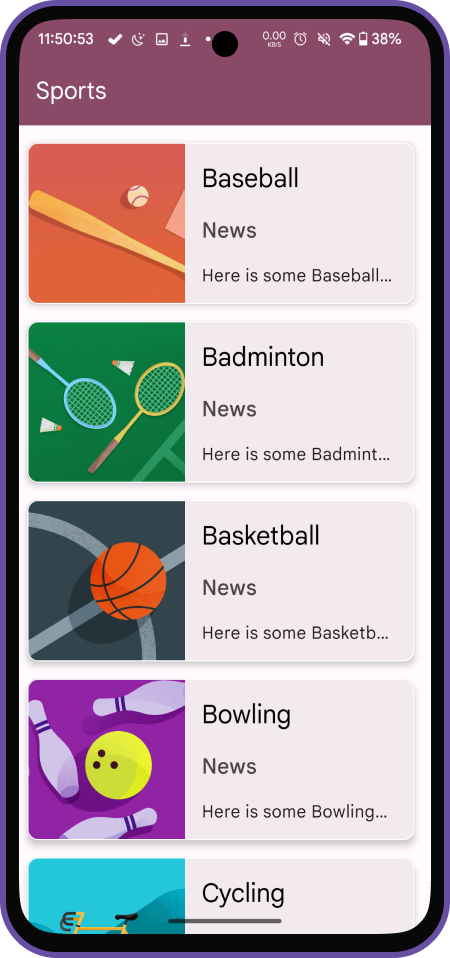 11:50:53 0.00 KB/S 38%
Sports
Baseball
News
Here is some Baseball...
Badminton
News
Here is some Badmint...
Basketball
News
Here is some Basketb...
Bowling
News
Here is some Bowling...
Cycling